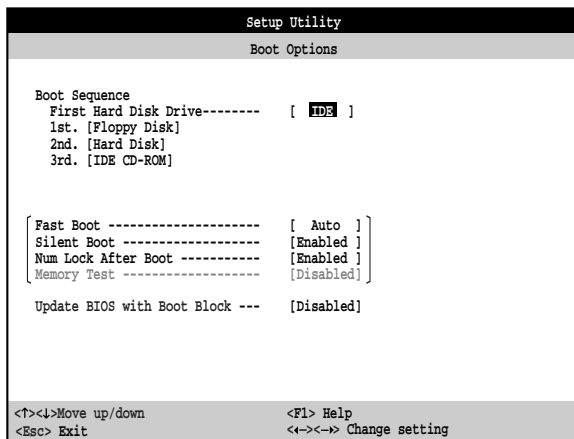 Setup Utility
Boot Options
Boot Sequence
First Hard Disk Drive-------- [ IDE ]
1st. [Floppy Disk]
2nd. [Hard Disk]
3rd. [IDE CD-ROM]
Fast Boot --------------------- [ Auto ]
Silent Boot ------------------- [Enabled ]
Num Lock After Boot ----------- [Enabled ]
Memory Test ------------------- [Disabled]
Update BIOS with Boot Block --- [Disabled]
<↑><↓>Move up/down <F1> Help
<Esc> Exit <←><→> Change setting